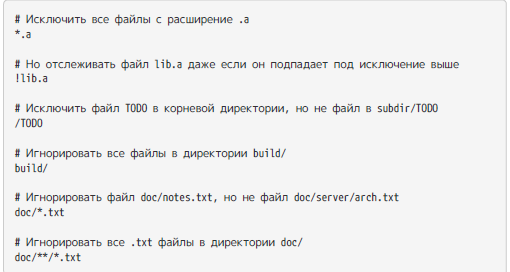 # Исключить все файлы с расширение .a
*.a
# Но отслеживать файл lib.a даже если он подпадает под исключение выше
!lib.a
# Исключить файл TODO в корневой директории, но не файл в subdir/TODO
/TODO
# Игнорировать все файлы в директории build/
build/
# Игнорировать файл doc/notes.txt, но не файл doc/server/arch.txt
doc/*.txt
# Игнорировать все .txt файлы в директории doc/
doc/**/*.txt